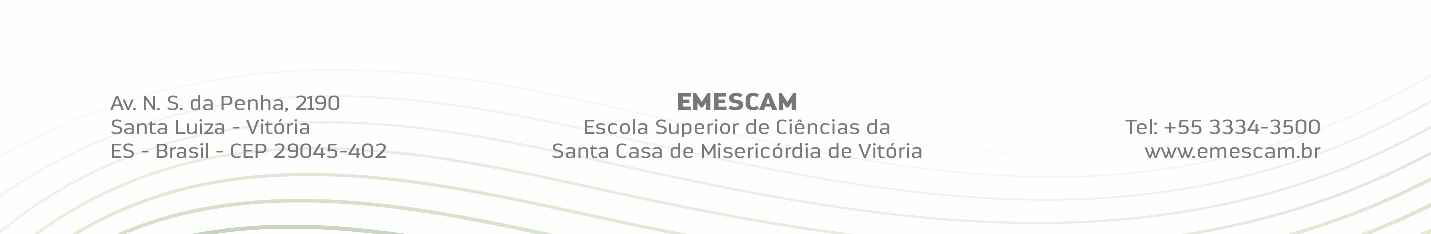 Av. N. S. da Penha, 2190
Santa Luiza - Vitória
ES - Brasil - CEP 29045-402
EMESCAM
Escola Superior de Ciências da
Santa Casa de Misericórdia de Vitória
Tel: +55 3334-3500
www.emescam.br